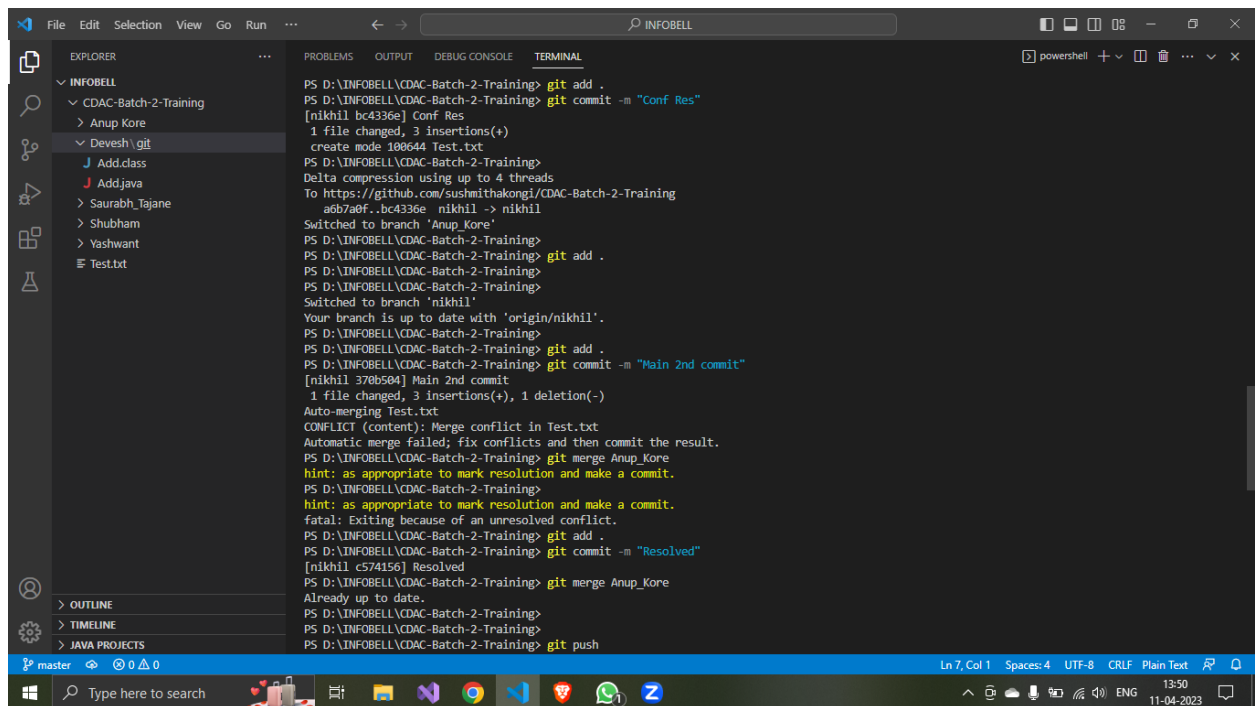 File Edit Selection View Go Run ···
INFOBELL
EXPLORER
INFOBELL
CDAC-Batch-2-Training
Anup Kore
Devesh\git
J Add.class
J Add.java
Saurabh_Tajane
Shubham
Yashwant
Test.txt
OUTLINE
TIMELINE
JAVA PROJECTS
PROBLEMS OUTPUT DEBUG CONSOLE TERMINAL
powershell
PS D:\INFOBELL\CDAC-Batch-2-Training> git add .
PS D:\INFOBELL\CDAC-Batch-2-Training> git commit -m "Conf Res"
[nikhil bc4336e] Conf Res
1 file changed, 3 insertions(+)
create mode 100644 Test.txt
PS D:\INFOBELL\CDAC-Batch-2-Training>
Delta compression using up to 4 threads
To https://github.com/sushmithakongi/CDAC-Batch-2-Training
a6b7a0f..bc4336e nikhil -> nikhil
Switched to branch 'Anup_Kore'
PS D:\INFOBELL\CDAC-Batch-2-Training>
PS D:\INFOBELL\CDAC-Batch-2-Training> git add .
PS D:\INFOBELL\CDAC-Batch-2-Training>
PS D:\INFOBELL\CDAC-Batch-2-Training>
Switched to branch 'nikhil'
Your branch is up to date with 'origin/nikhil'.
PS D:\INFOBELL\CDAC-Batch-2-Training>
PS D:\INFOBELL\CDAC-Batch-2-Training> git add .
PS D:\INFOBELL\CDAC-Batch-2-Training> git commit -m "Main 2nd commit"
[nikhil 370b504] Main 2nd commit
1 file changed, 3 insertions(+), 1 deletion(-)
Auto-merging Test.txt
CONFLICT (content): Merge conflict in Test.txt
Automatic merge failed; fix conflicts and then commit the result.
PS D:\INFOBELL\CDAC-Batch-2-Training> git merge Anup_Kore
hint: as appropriate to mark resolution and make a commit.
PS D:\INFOBELL\CDAC-Batch-2-Training>
hint: as appropriate to mark resolution and make a commit.
fatal: Exiting because of an unresolved conflict.
PS D:\INFOBELL\CDAC-Batch-2-Training> git add .
PS D:\INFOBELL\CDAC-Batch-2-Training> git commit -m "Resolved"
[nikhil c574156] Resolved
PS D:\INFOBELL\CDAC-Batch-2-Training> git merge Anup_Kore
Already up to date.
PS D:\INFOBELL\CDAC-Batch-2-Training>
PS D:\INFOBELL\CDAC-Batch-2-Training>
PS D:\INFOBELL\CDAC-Batch-2-Training> git push
master 0 0 Ln 7, Col 1 Spaces: 4 UTF-8 CRLF Plain Text
Type here to search
Z
ENG
13:50
11-04-2023